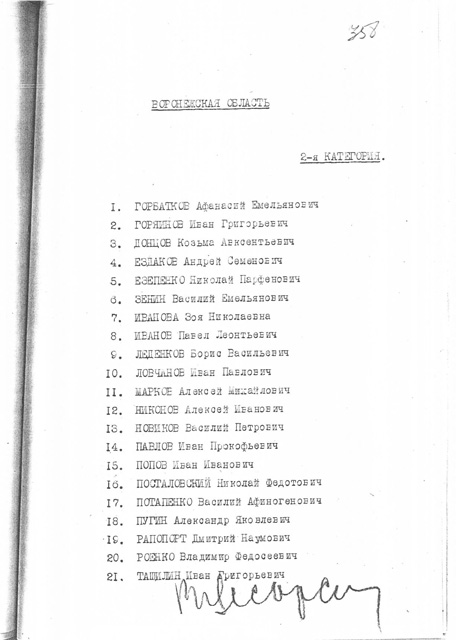 358
ВОРОНЕЖСКАЯ ОБЛАСТЬ
2-я КАТЕГОРИЯ.
1. ГОРБАТКОВ Афанасий Емельянович
2. ГОРЯИНОВ Иван Григорьевич
3. ДОНЦОВ Козьма Авксентьевич
4. ЕЗДАКОВ Андрей Семенович
5. ЕЗЕПЕНКО Николай Парфенович
6. ЗЕНИН Василий Емельянович
7. ИВАНОВА Зоя Николаевна
8. ИВАНОВ Павел Леонтьевич
9. ЛЕДЕНКОВ Борис Васильевич
10. ЛОВЧАНОВ Иван Павлович
11. МАРКОВ Алексей Михайлович
12. НИКОНОВ Алексей Иванович
13. НОВИКОВ Василий Петрович
14. ПАВЛОВ Иван Прокофьевич
15. ПОПОВ Иван Иванович
16. ПОСТАЛОВСКИЙ Николай Федотович
17. ПОТАПЕНКО Василий Афиногенович
18. ПУГИН Александр Яковлевич
19. РАПОПОРТ Дмитрий Наумович
20. РОЕНКО Владимир Федосеевич
21. ТАШИЛИН Иван Григорьевич